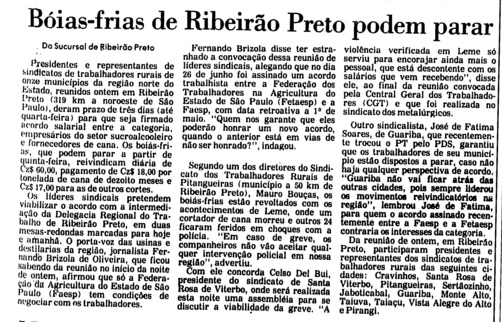 Bóias-frias de Ribeirão Preto podem parar
Da Sucursal de Ribeirão Preto
Presidentes e representantes de
sindicatos de trabalhadores rurais de
onze municípios da região norte do
Estado, reunidos ontem em Ribeirão
Preto (319 km a noroeste de São
Paulo), deram prazo de três dias (até
quarta-feira) para que seja firmado
acordo salarial entre a categoria,
empresários do setor sucroalcooleiro
e fornecedores de cana. Os bóias-frias,
que podem parar a partir de
quinta-feira, reivindicam diária de
Cz$ 60,00, pagamento de Cz$ 18,00 por
tonelada de cana de dezoito meses e
Cz$ 17,00 para as de outros cortes.
Os líderes sindicais pretendem
viabilizar o acordo com a intermediação
da Delegacia Regional do Trabalho
de Ribeirão Preto, em duas
mesas-redondas marcadas para hoje
e amanhã. O porta-voz das usinas e
destilarias da região, jornalista Fernando
Brizola de Oliveira, que ficou
sabendo da reunião no início da noite
de ontem, afirmou que só a Federação
da Agricultura do Estado de São
Paulo (Faesp) tem condições de
negociar com os trabalhadores.
Fernando Brizola disse ter estranhado
a convocação dessa reunião de
líderes sindicais, alegando que no dia
26 de junho foi assinado um acordo
trabalhista entre a Federação dos
Trabalhadores na Agricultura do
Estado de São Paulo (Fetaesp) e a
Faesp, com data retroativa a 1º de
maio. "Quem nos garante que eles
poderão honrar um novo acordo,
quando o anterior está em vias de
não ser honrado?", indagou.
Segundo um dos diretores do Sindicato
dos Trabalhadores Rurais de
Pitangueiras (município a 50 km de
Ribeirão Preto), Mauro Bouças, os
bóias-frias estão revoltados com os
acontecimentos de Leme, onde um
cortador de cana morreu e outros 24
ficaram feridos em choques com a
polícia. "Em caso de greve, os
companheiros não vão aceitar qualquer
intervenção policial em nossa
região", advertiu.
Com ele concorda Celso Del Bui,
presidente do sindicato de Santa
Rosa de Viterbo, onde será realizada
esta noite uma assembléia para se
discutir a viabilidade da greve. "A
violência verificada em Leme só
serviu para encorajar ainda mais o
pessoal, que está descontente com os
salários que vem recebendo", disse
ele, ao final da reunião convocada
pela Central Geral dos Trabalhadores
(CGT) e que foi realizada no
sindicato dos metalúrgicos.
Outro sindicalista, José de Fátima
Soares, de Guariba, que recentemente
trocou o PT pelo PDS, garantiu
que os trabalhadores de seu município
estão dispostos a parar, caso não
haja qualquer perspectiva de acordo.
"Guariba não vai ficar atrás das
outras cidades, pois sempre liderou
os movimentos reivindicatórios na
região", lembrou José de Fátima,
para quem o acordo assinado recentemente
entre a Faesp e a Fetaesp
contraria os interesses da categoria.
Da reunião de ontem, em Ribeirão
Preto, participaram presidentes e
representantes dos sindicatos de trabalhadores
rurais das seguintes cidades:
Cravinhos, Santa Rosa de
Viterbo, Pitangueiras, Sertãozinho,
Jaboticabal, Guariba, Monte Alto,
Taiuva, Taiaçu, Vista Alegre do Alto
e Pirangi.